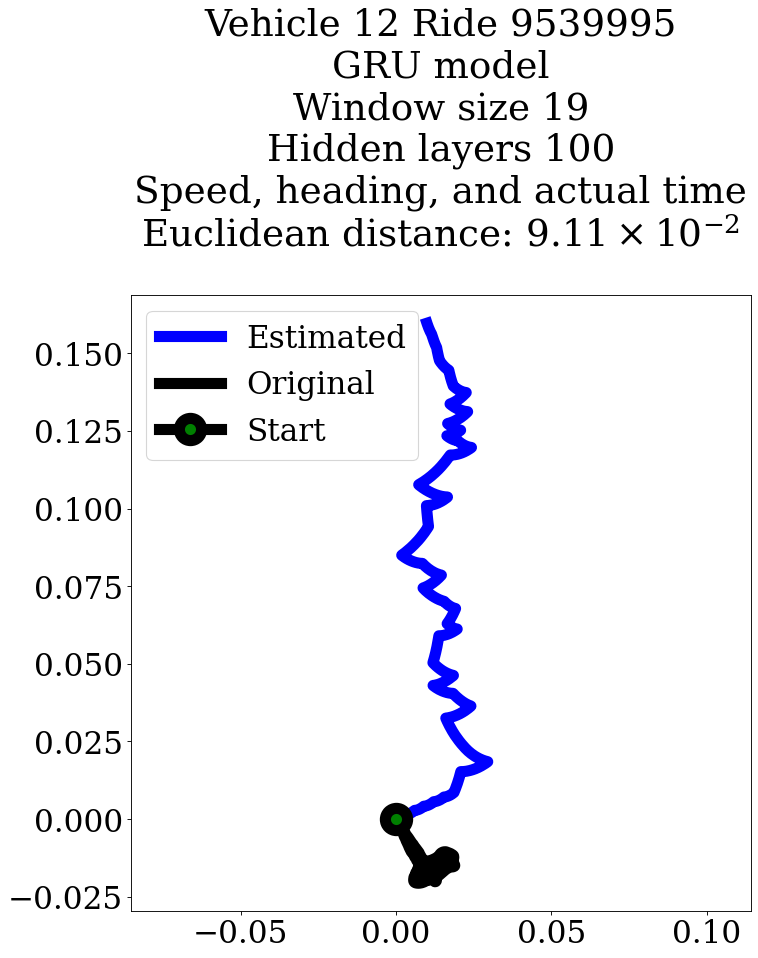 Vehicle 12 Ride 9539995
GRU model
Window size 19
Hidden layers 100
Speed, heading, and actual time
Euclidean distance: 9.11 × 10⁻²
Estimated
Original
Start
0.150
0.125
0.100
0.075
0.050
0.025
0.000
−0.025
−0.05 0.00 0.05 0.10